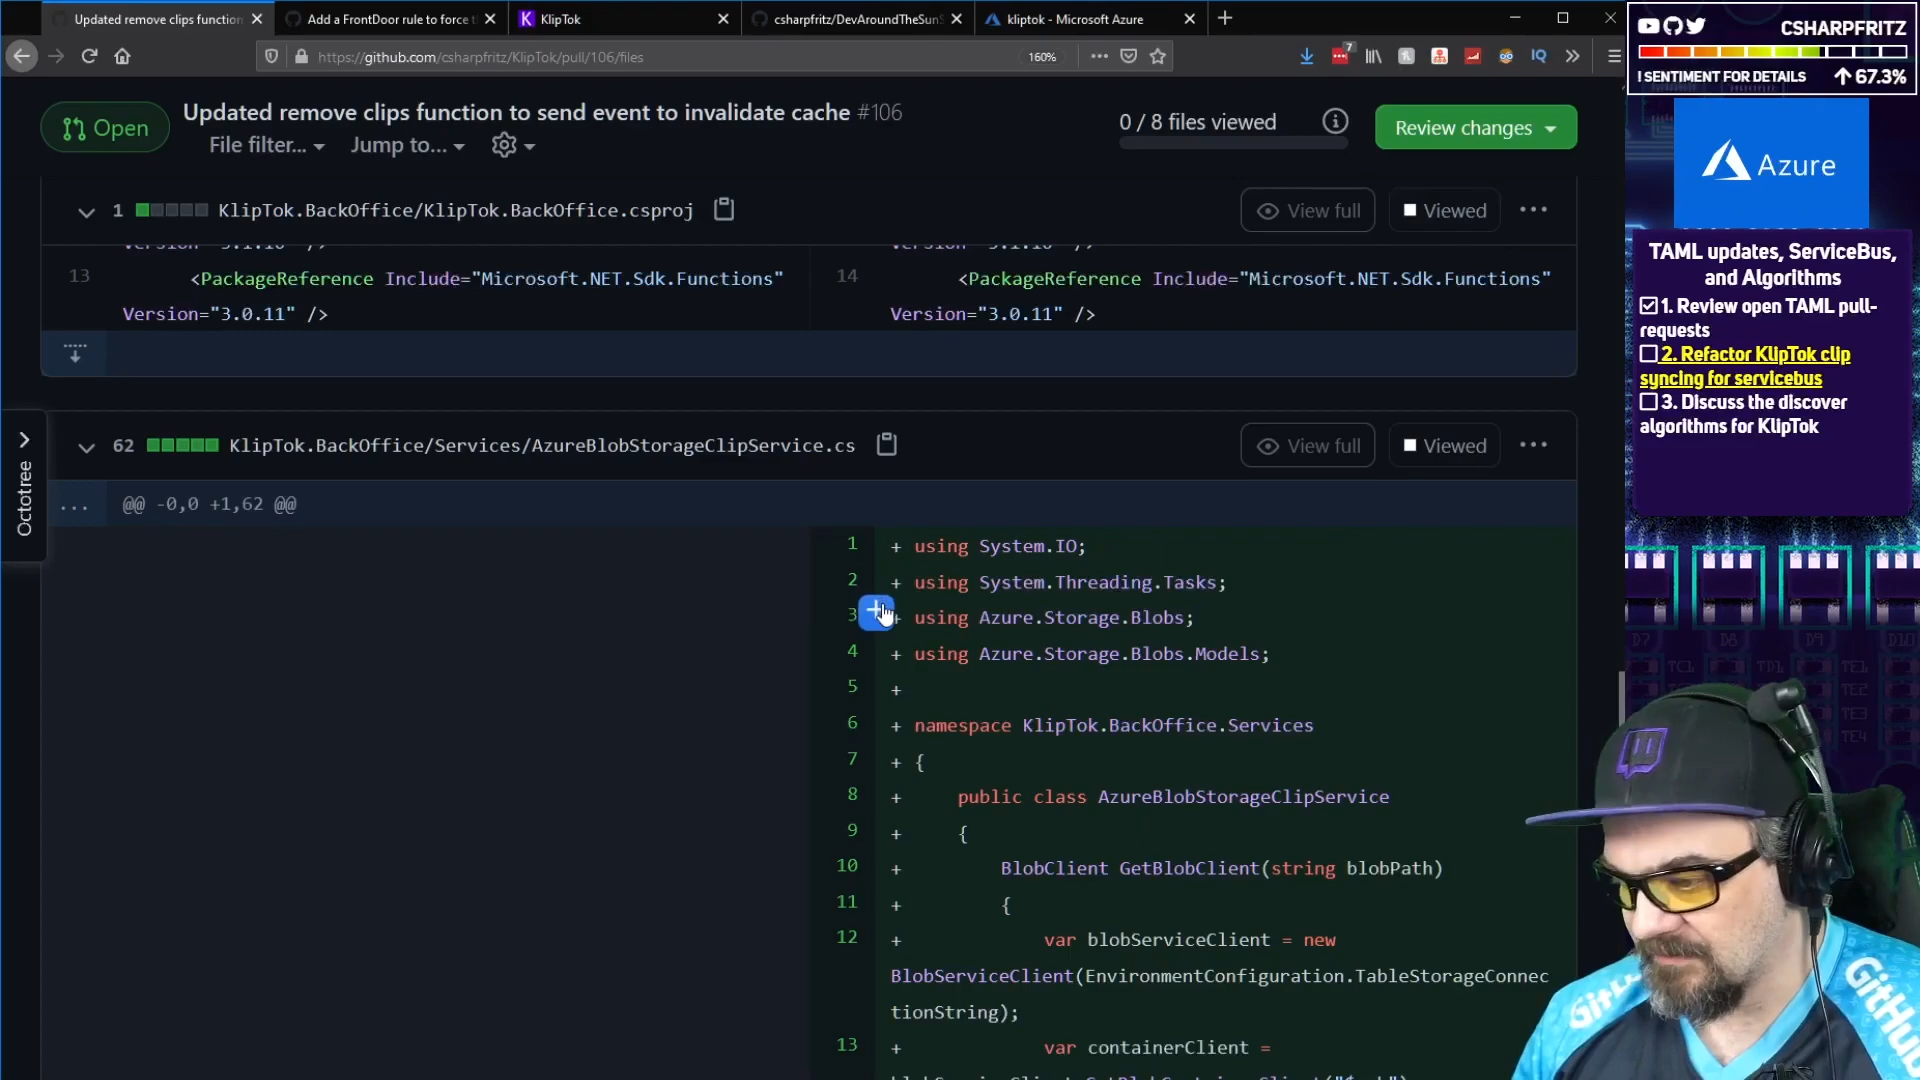 Updated remove clips function
Add a FrontDoor rule to force t
KlipTok
csharpfritz/DevAroundTheSunS
kliptok - Microsoft Azure
https://github.com/csharpfritz/KlipTok/pull/106/files
160%
7
IQ
CSHARPFRITZ
! SENTIMENT FOR DETAILS
67.3%
Azure
TAML updates, ServiceBus,
and Algorithms
1. Review open TAML pull-
requests
2. Refactor KlipTok clip
syncing for servicebus
3. Discuss the discover
algorithms for KlipTok
Open
Updated remove clips function to send event to invalidate cache #106
File filter...
Jump to...
0 / 8 files viewed
Review changes
1
KlipTok.BackOffice/KlipTok.BackOffice.csproj
View full
Viewed
13 <PackageReference Include="Microsoft.NET.Sdk.Functions"
Version="3.0.11" />
14 <PackageReference Include="Microsoft.NET.Sdk.Functions"
Version="3.0.11" />
Octotree
62
KlipTok.BackOffice/Services/AzureBlobStorageClipService.cs
View full
Viewed
... @@ -0,0 +1,62 @@
1 + using System.IO;
2 + using System.Threading.Tasks;
3 + using Azure.Storage.Blobs;
4 + using Azure.Storage.Blobs.Models;
5 +
6 + namespace KlipTok.BackOffice.Services
7 + {
8 + public class AzureBlobStorageClipService
9 + {
10 + BlobClient GetBlobClient(string blobPath)
11 + {
12 + var blobServiceClient = new
BlobServiceClient(EnvironmentConfiguration.TableStorageConnec
tionString);
13 + var containerClient =
D7
D8
D9
D10